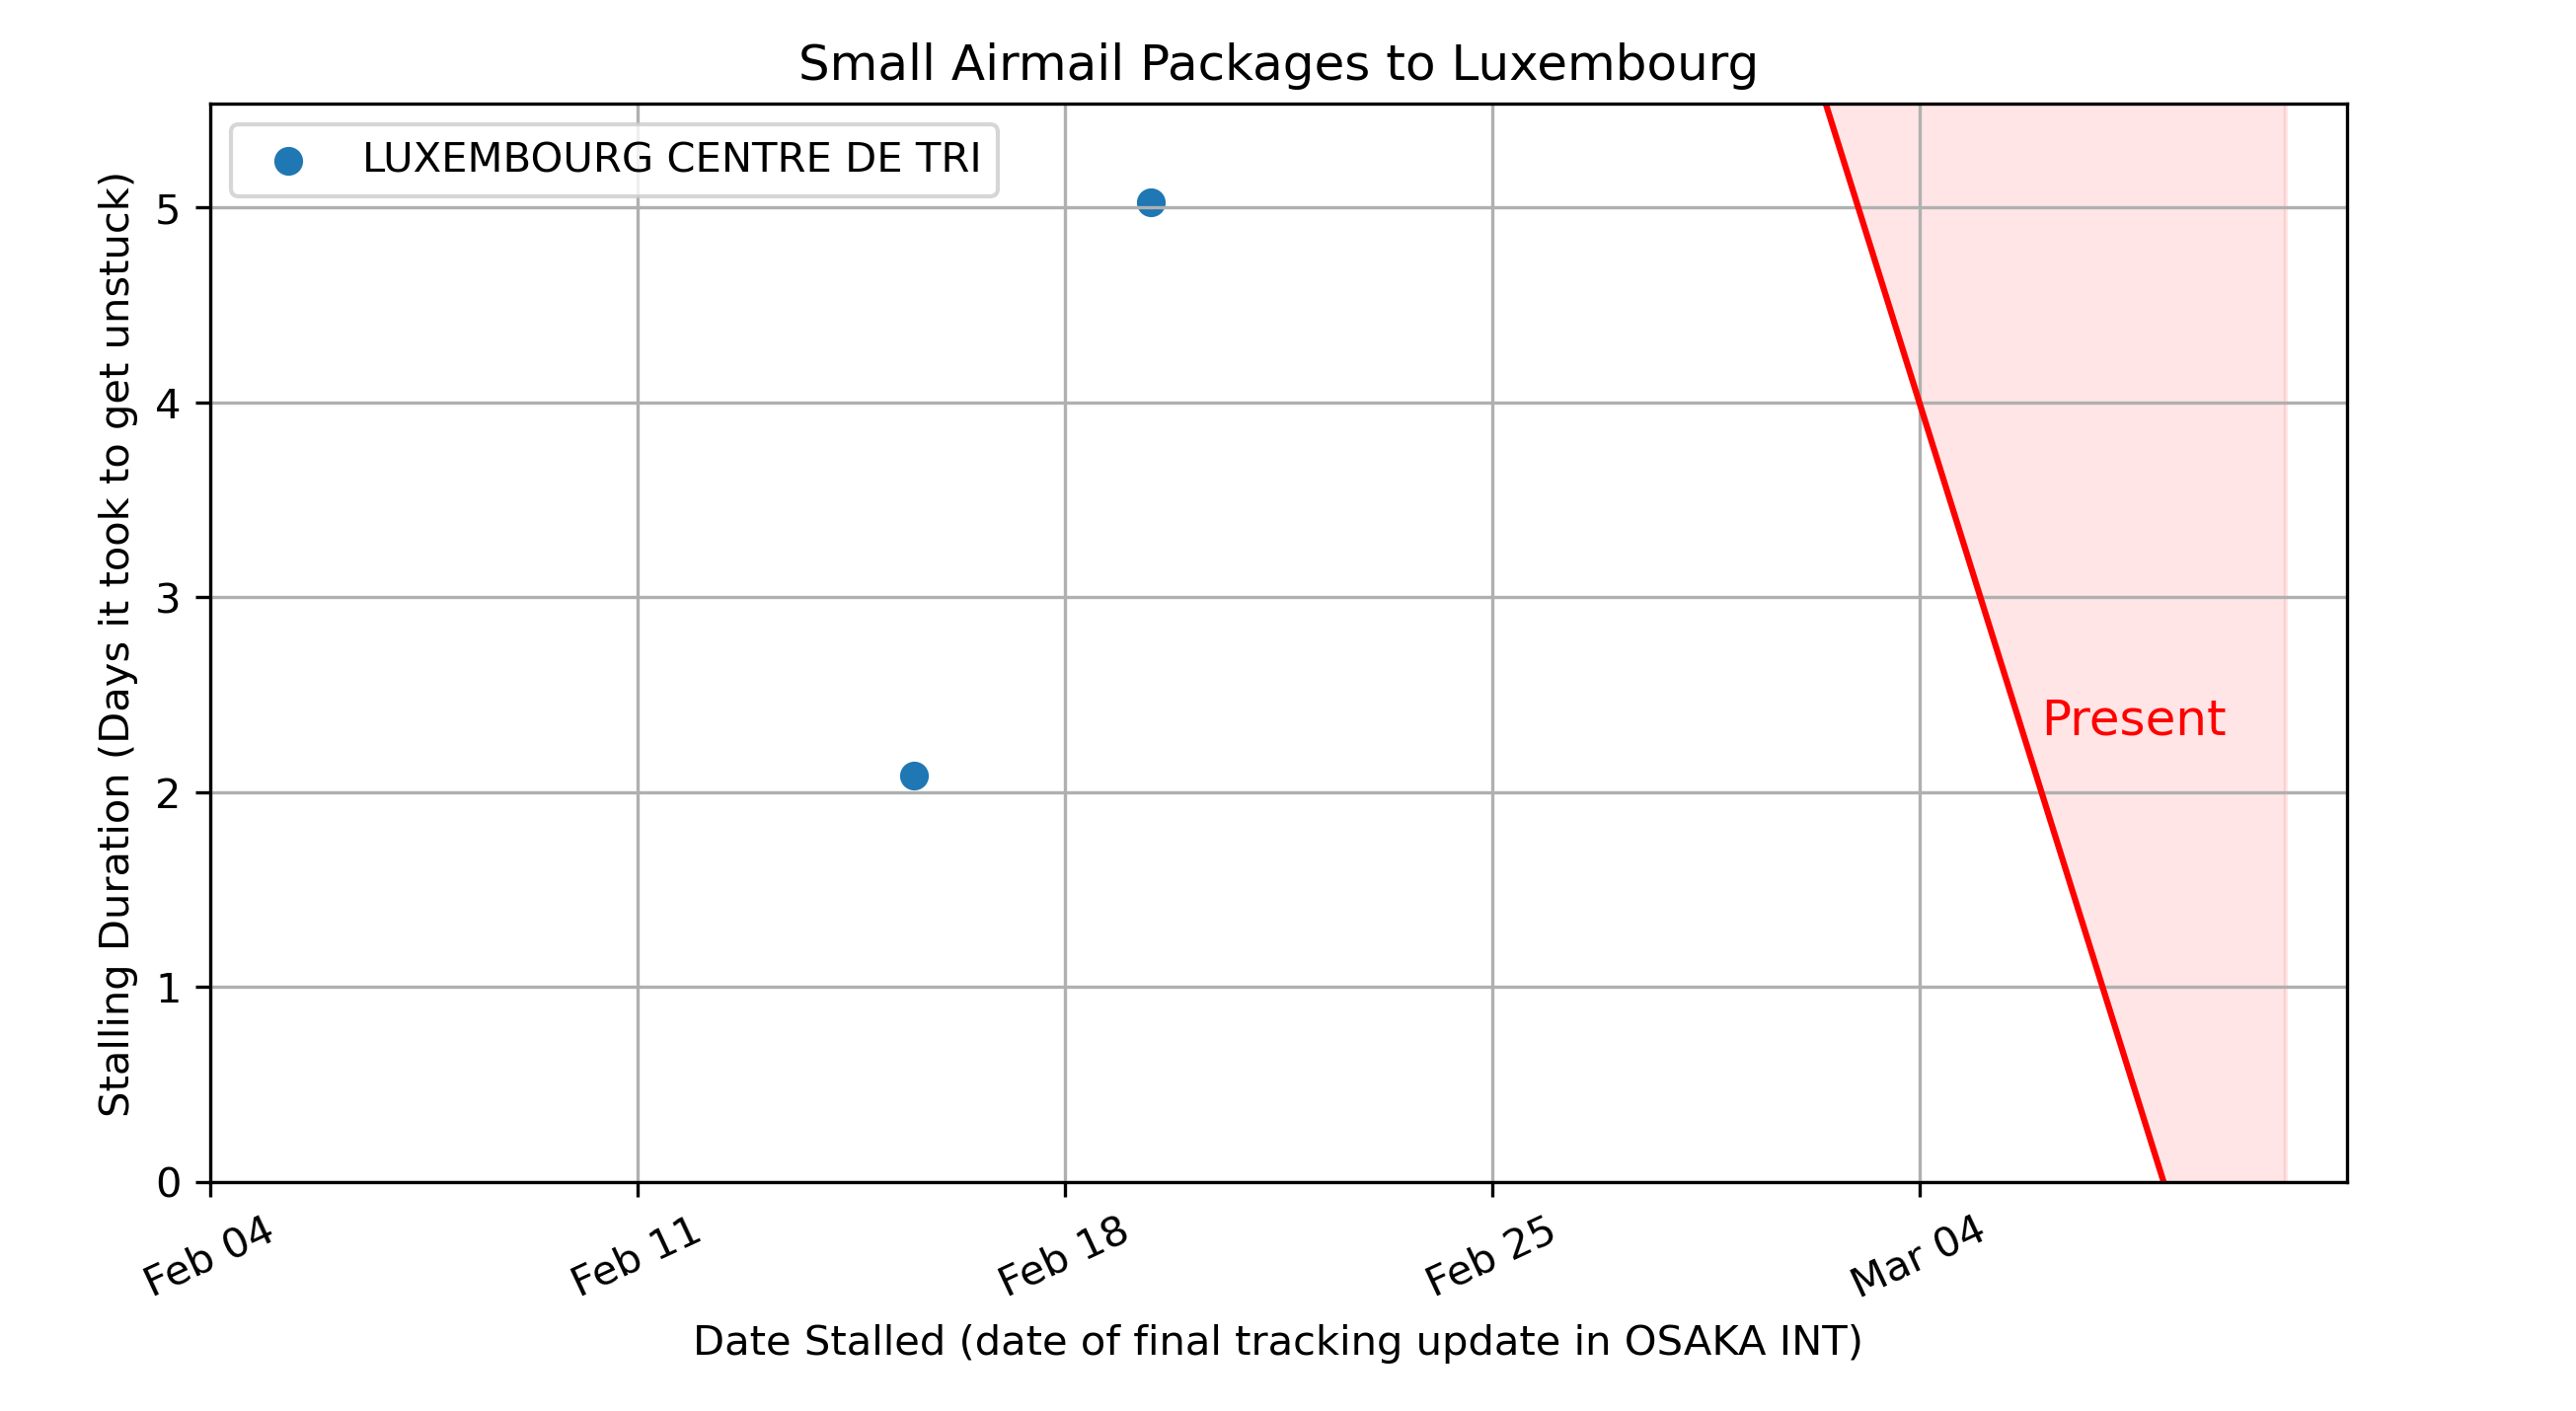 Small Airmail Packages to Luxembourg
LUXEMBOURG CENTRE DE TRI
Stalling Duration (Days it took to get unstuck)
5
4
3
2
1
0
Present
Feb 04
Feb 11
Feb 18
Feb 25
Mar 04
Date Stalled (date of final tracking update in OSAKA INT)